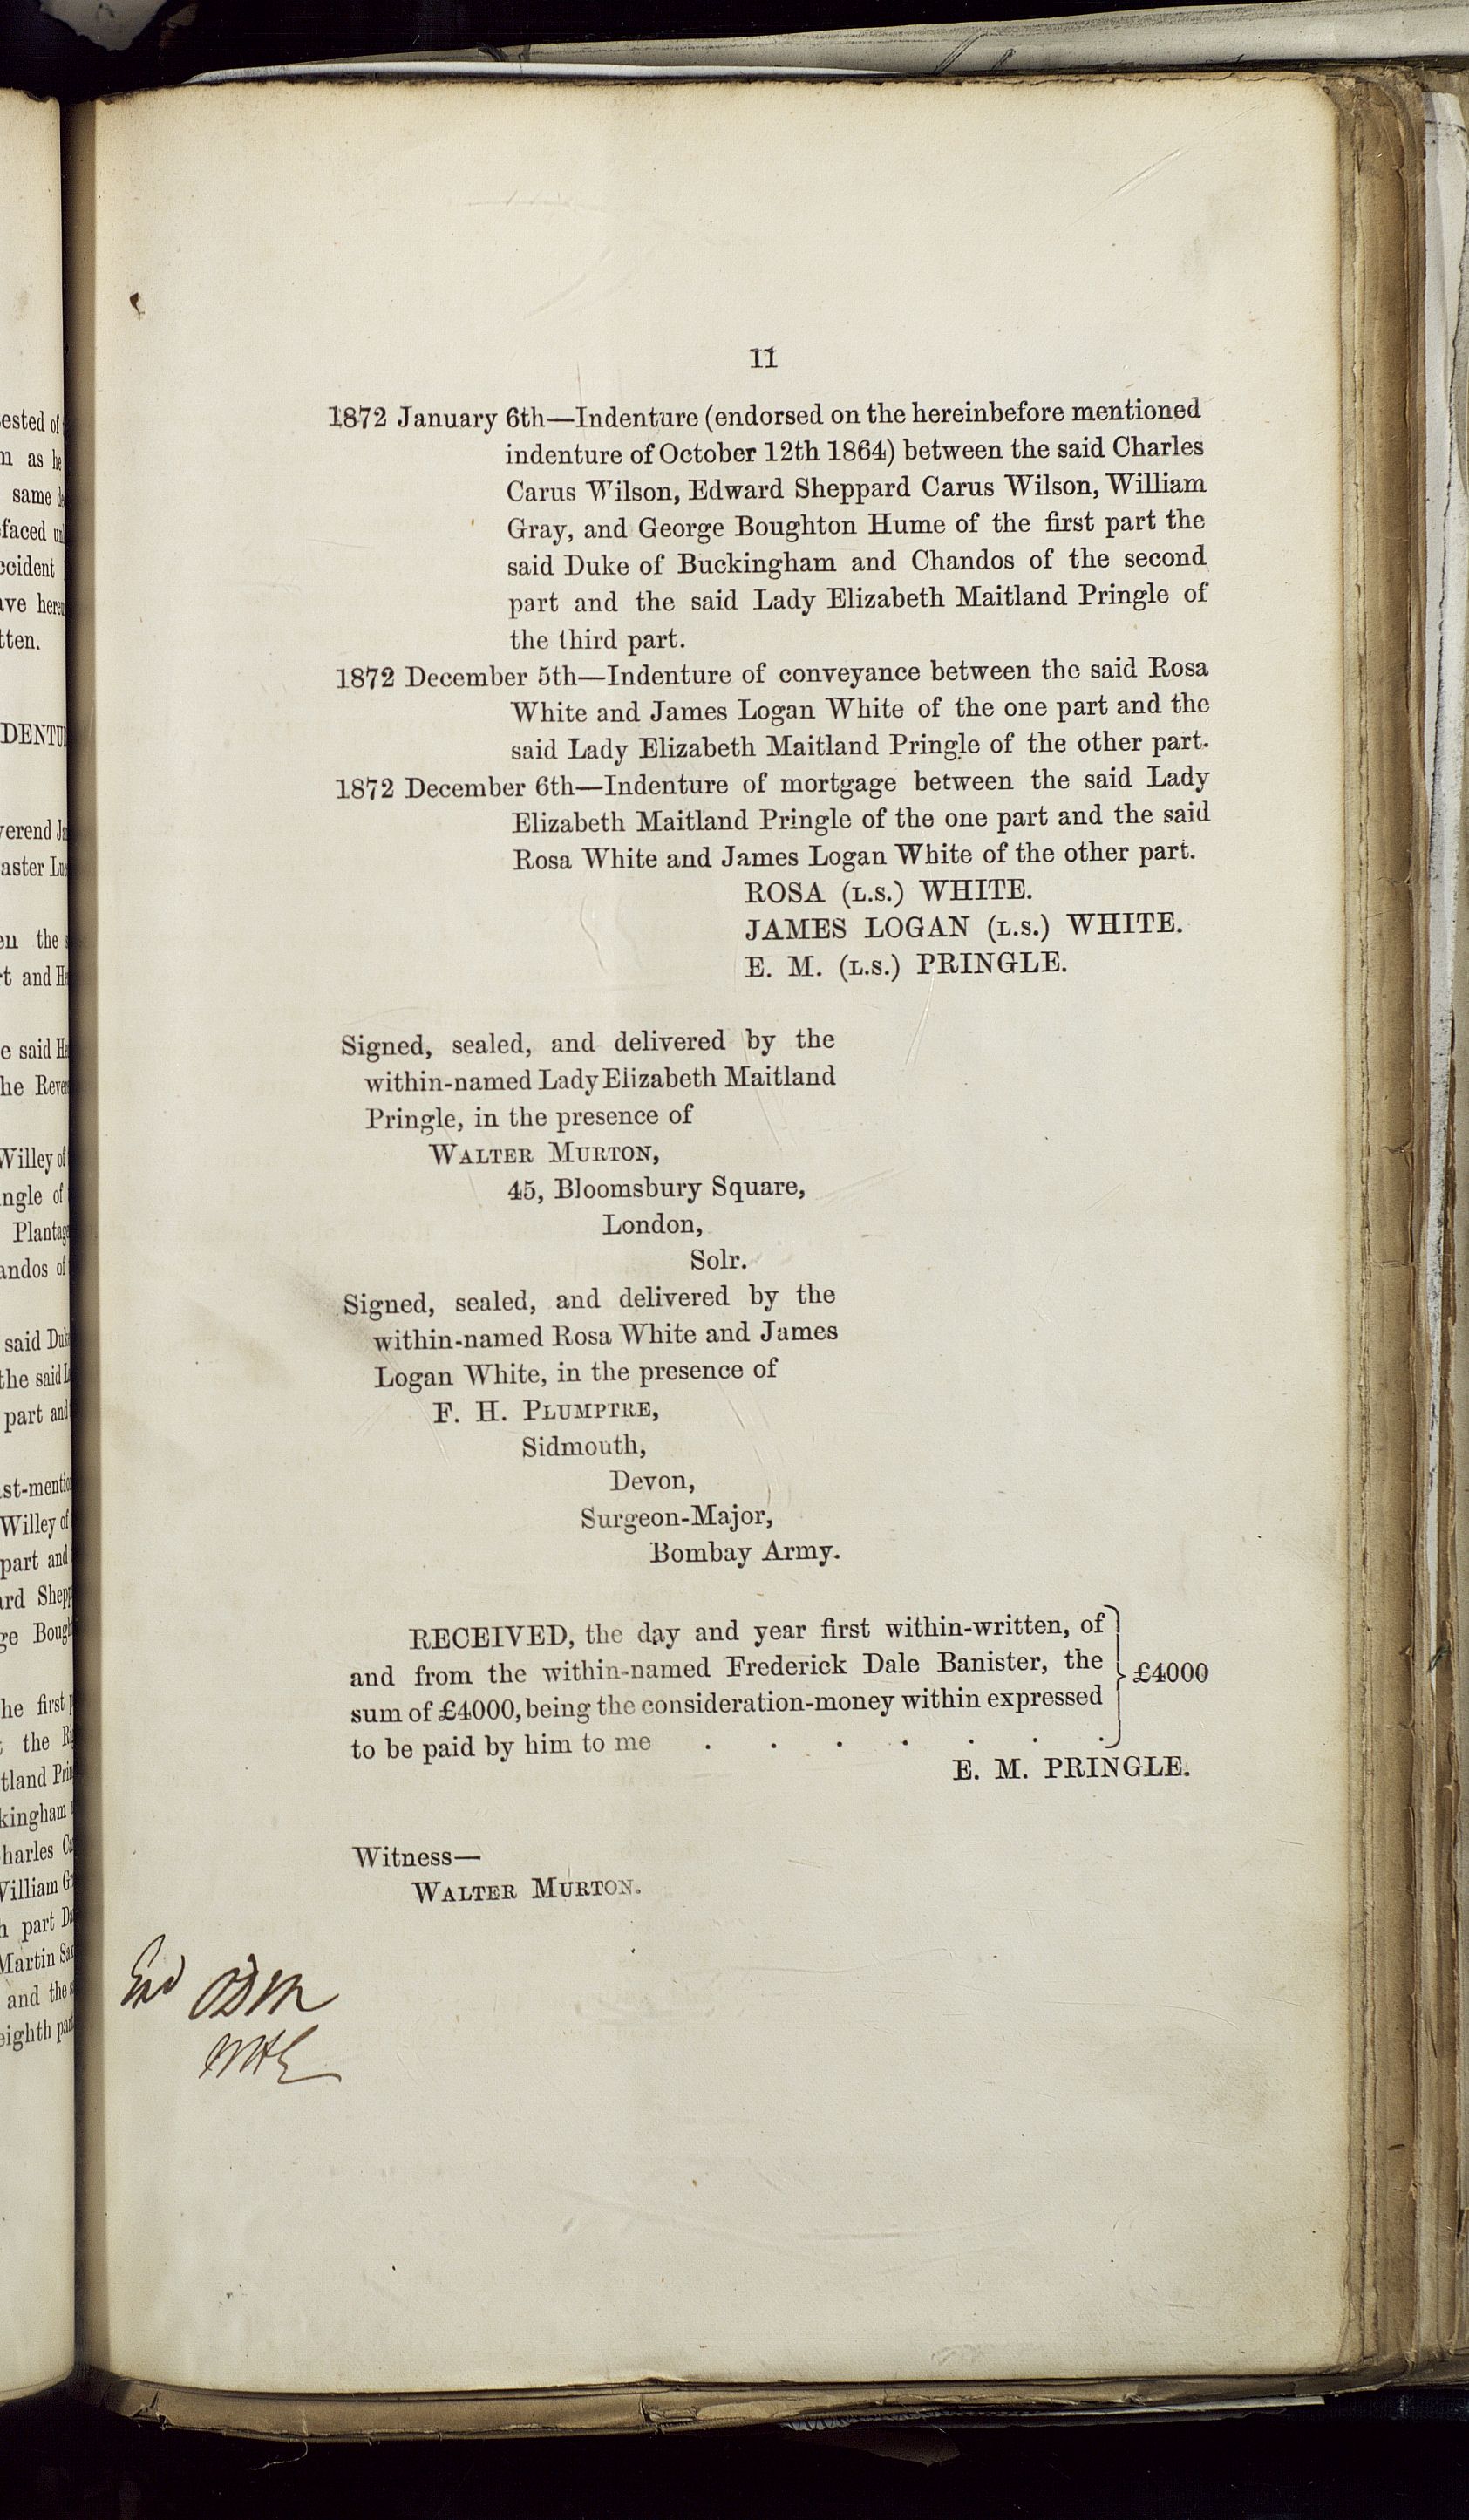 11
1872 January 6th—Indenture (endorsed on the hereinbefore mentioned
indenture of October 12th 1864) between the said Charles
Carus Wilson, Edward Sheppard Carus Wilson, William
Gray, and George Boughton Hume of the first part the
said Duke of Buckingham and Chandos of the second
part and the said Lady Elizabeth Maitland Pringle of
the third part.
1872 December 5th—Indenture of conveyance between the said Rosa
White and James Logan White of the one part and the
said Lady Elizabeth Maitland Pringle of the other part.
1872 December 6th—Indenture of mortgage between the said Lady
Elizabeth Maitland Pringle of the one part and the said
Rosa White and James Logan White of the other part.
ROSA (L.S.) WHITE.
JAMES LOGAN (L.S.) WHITE.
E. M. (L.S.) PRINGLE.
Signed, sealed, and delivered by the
within-named Lady Elizabeth Maitland
Pringle, in the presence of
WALTER MURTON,
45, Bloomsbury Square,
London,
Solr.
Signed, sealed, and delivered by the
within-named Rosa White and James
Logan White, in the presence of
F. H. PLUMPTRE,
Sidmouth,
Devon,
Surgeon-Major,
Bombay Army.
RECEIVED, the day and year first within-written, of
and from the within-named Frederick Dale Banister, the
sum of £4000, being the consideration-money within expressed
to be paid by him to me . . . . . . .
£4000
E. M. PRINGLE.
Witness—
WALTER MURTON.